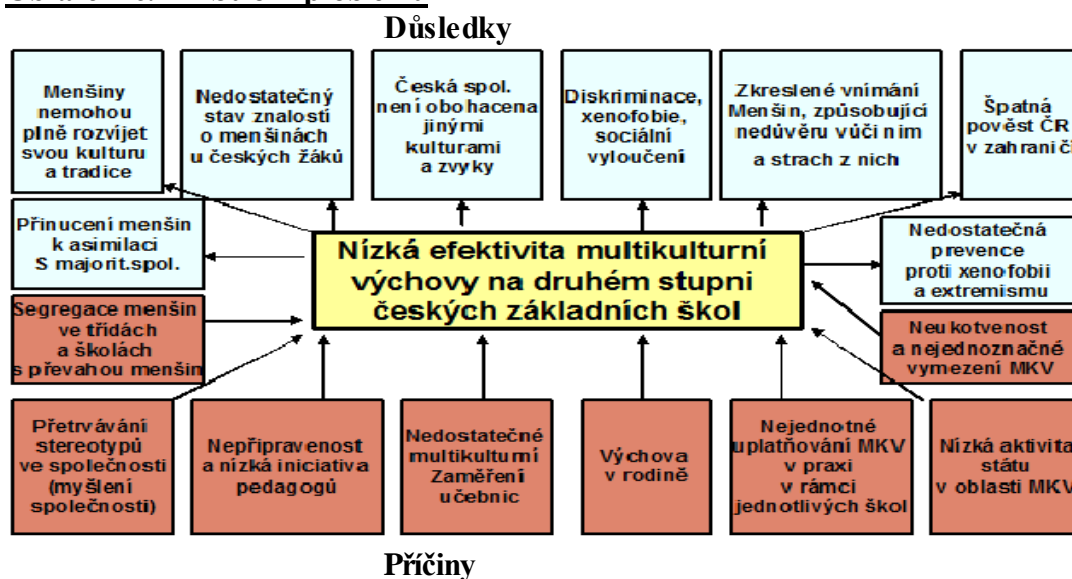 Důsledky
Menšiny
nemohou
plně rozvíjet
svou kulturu
a tradice
Nedostatečný
stav znalostí
o menšinách
u českých žáků
Česká spol.
není obohacena
jinými
kulturami
a zvyky
Diskriminace,
xenofobie,
sociální
vyloučení
Zkreslené vnímání
Menšin, způsobující
nedůvěru vůči nim
a strach z nich
Špatná
pověst ČR
v zahraničí
Přinucení menšin
k asimilaci
S majorit.spol.
Nízká efektivita multikulturní
výchovy na druhém stupni
českých základních škol
Nedostatečná
prevence
proti xenofobii
a extremismu
Segregace menšin
ve třídách
a školách
s převahou menšin
Neukotvenost
a nejednoznačné
vymezení MKV
Přetrvávání
stereotypů
ve společnosti
(myšlení
společnosti)
Nepřipravenost
a nízká iniciativa
pedagogů
Nedostatečné
multikulturní
Zaměření
učebnic
Výchova
v rodině
Nejednotné
uplatňování MKV
v praxi
v rámci
jednotlivých škol
Nízká aktivita
státu
v oblasti MKV
Příčiny